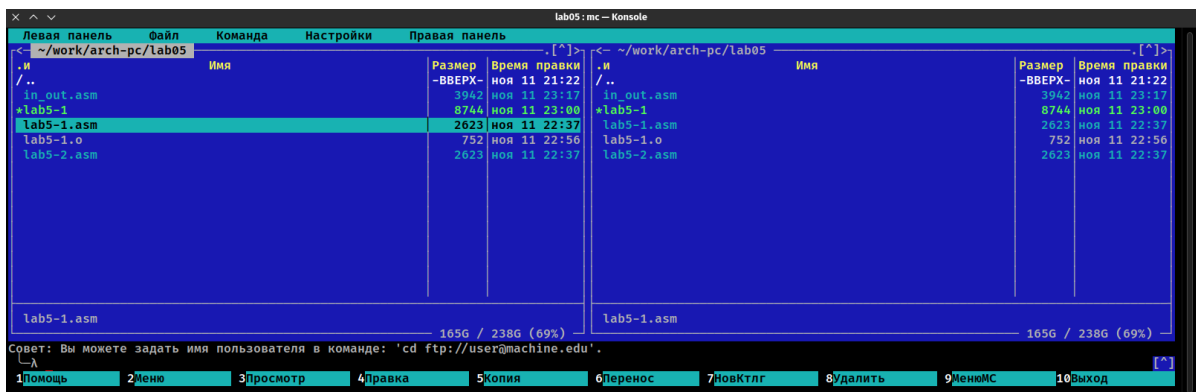 lab05 : mc — Konsole
Левая панель Файл Команда Настройки Правая панель
<— ~/work/arch-pc/lab05 .[^]> <— ~/work/arch-pc/lab05 .[^]>
.и Имя Размер Время правки .и Имя Размер Время правки
/.. -ВВЕРХ- ноя 11 21:22 /.. -ВВЕРХ- ноя 11 21:22
in_out.asm 3942 ноя 11 23:17 in_out.asm 3942 ноя 11 23:17
*lab5-1 8744 ноя 11 23:00 *lab5-1 8744 ноя 11 23:00
lab5-1.asm 2623 ноя 11 22:37 lab5-1.asm 2623 ноя 11 22:37
lab5-1.o 752 ноя 11 22:56 lab5-1.o 752 ноя 11 22:56
lab5-2.asm 2623 ноя 11 22:37 lab5-2.asm 2623 ноя 11 22:37
lab5-1.asm lab5-1.asm
165G / 238G (69%) 165G / 238G (69%)
Совет: Вы можете задать имя пользователя в команде: 'cd ftp://user@machine.edu'.
╰─λ [^]
1Помощь 2Меню 3Просмотр 4Правка 5Копия 6Перенос 7НовКтлг 8Удалить 9МенюMC 10Выход